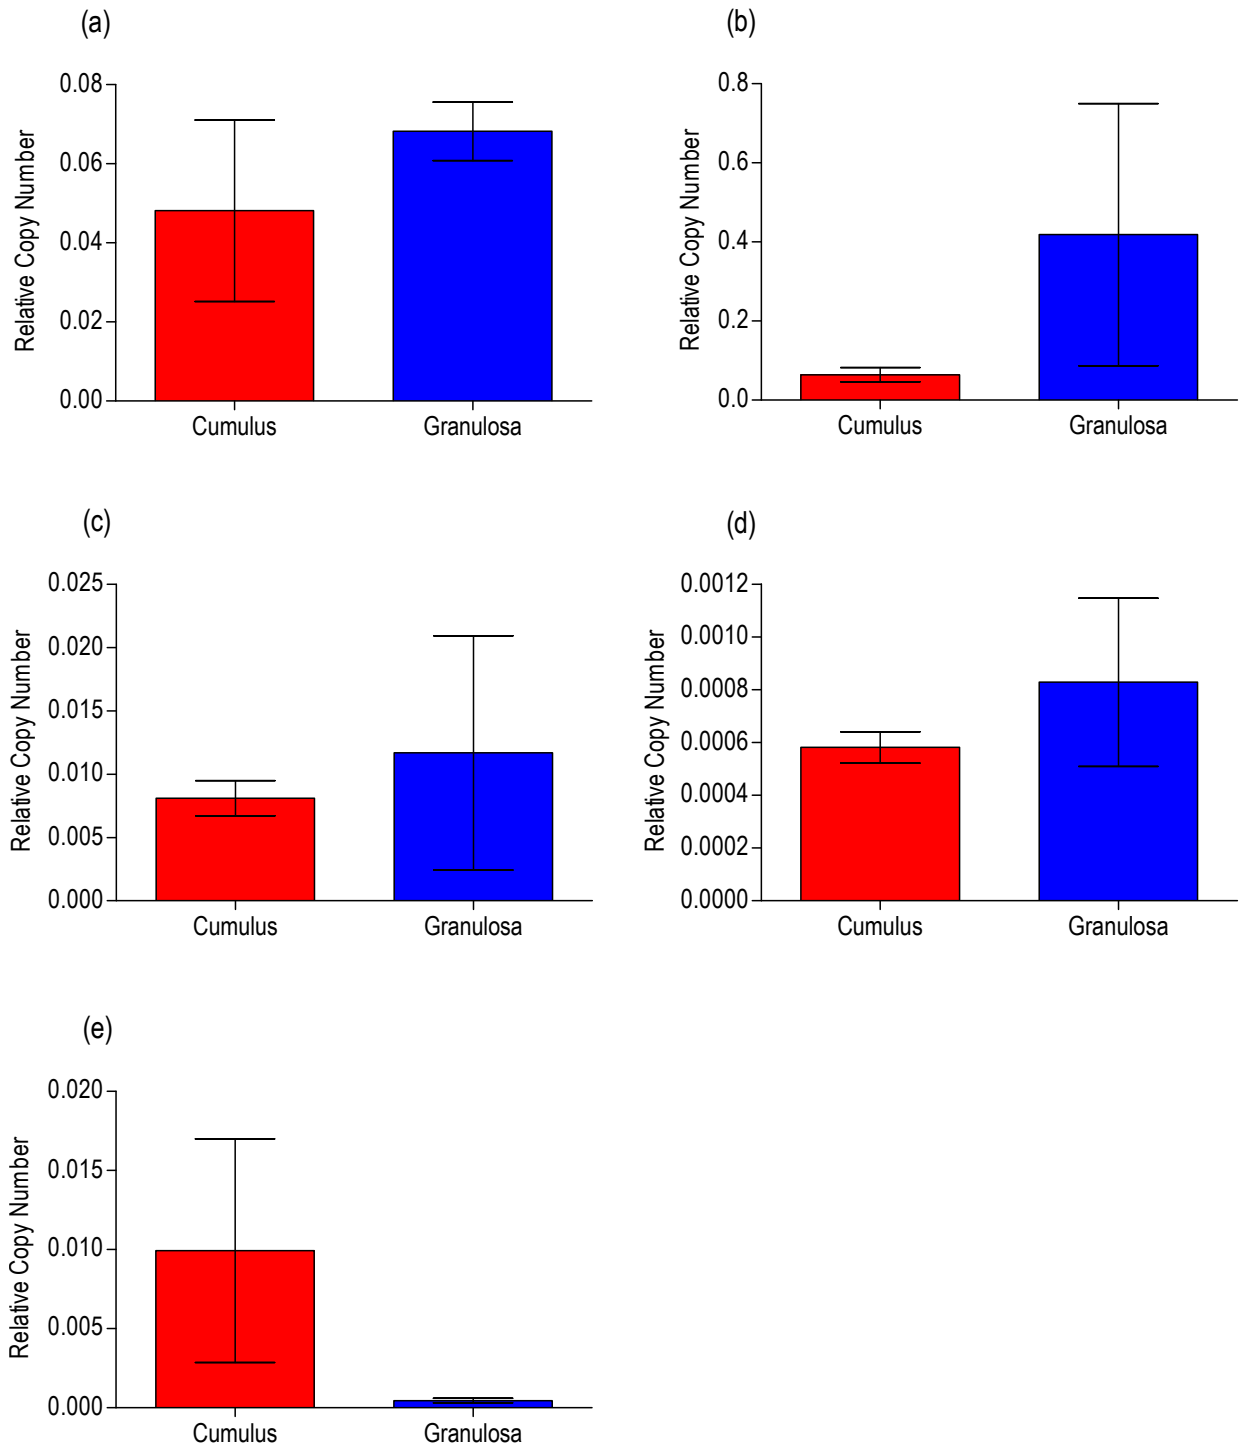 (a)
Relative Copy Number
0.08
0.06
0.04
0.02
0.00
Cumulus Granulosa
(b)
Relative Copy Number
0.8
0.6
0.4
0.2
0.0
Cumulus Granulosa
(c)
Relative Copy Number
0.025
0.020
0.015
0.010
0.005
0.000
Cumulus Granulosa
(d)
Relative Copy Number
0.0012
0.0010
0.0008
0.0006
0.0004
0.0002
0.0000
Cumulus Granulosa
(e)
Relative Copy Number
0.020
0.015
0.010
0.005
0.000
Cumulus Granulosa